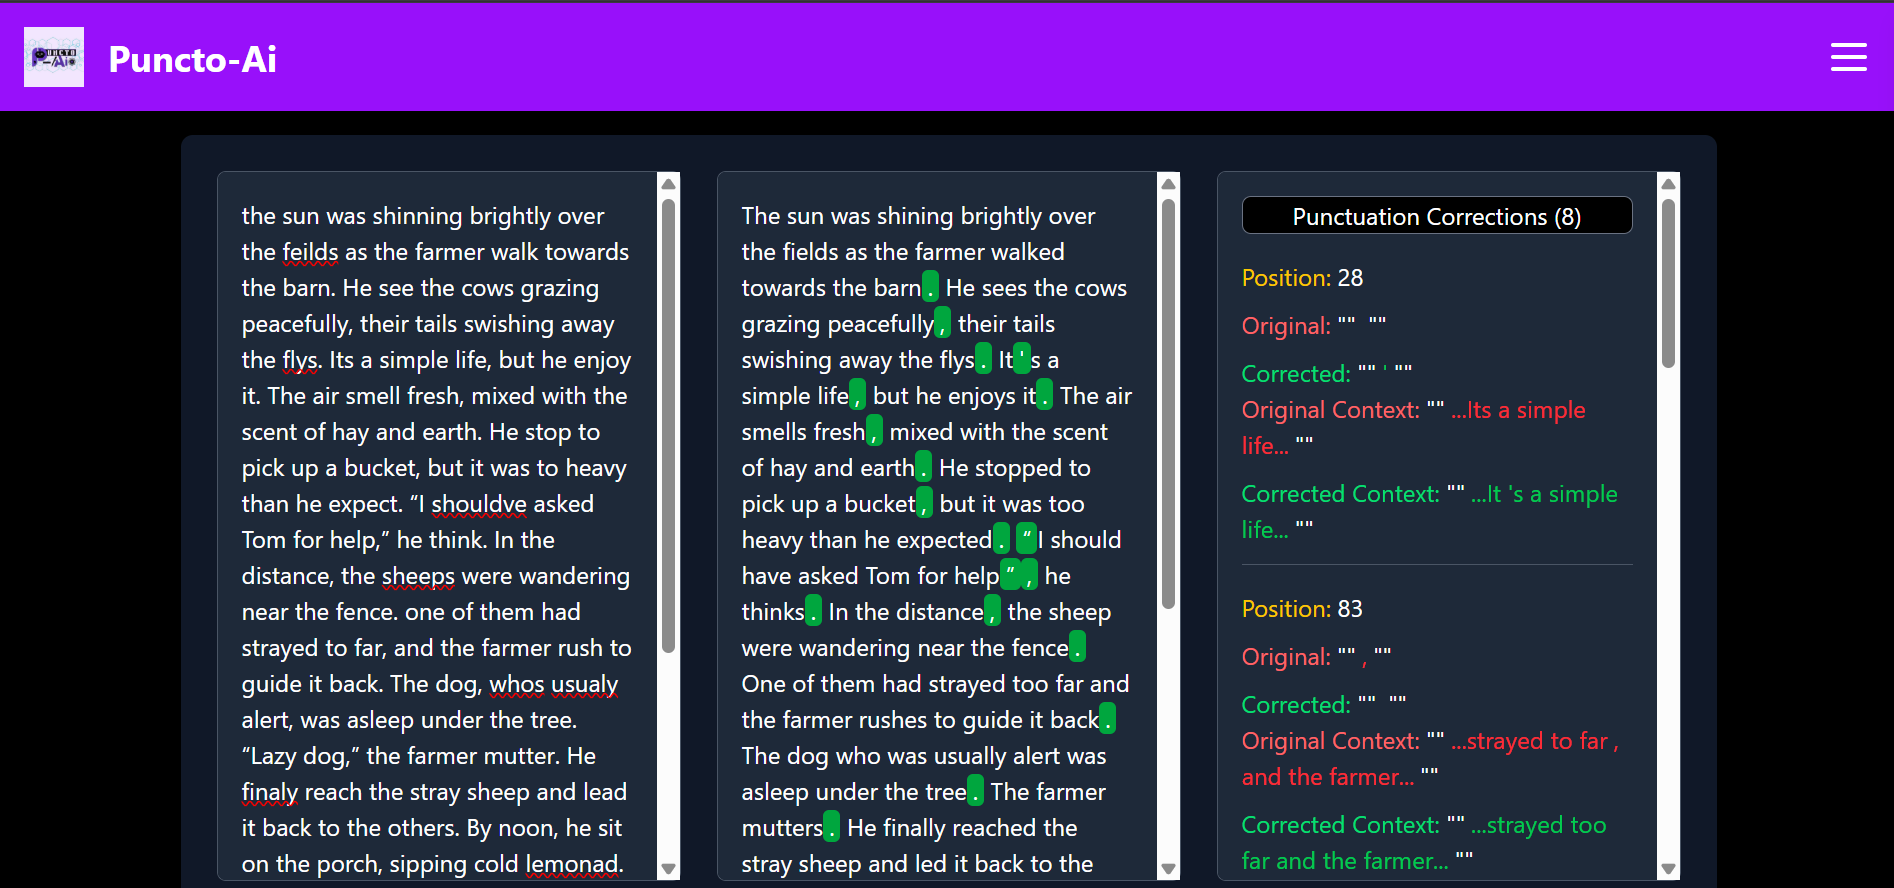 Puncto-Ai
the sun was shinning brightly over
the feilds as the farmer walk towards
the barn. He see the cows grazing
peacefully, their tails swishing away
the flys. Its a simple life, but he enjoy
it. The air smell fresh, mixed with the
scent of hay and earth. He stop to
pick up a bucket, but it was to heavy
than he expect. “I shouldve asked
Tom for help,” he think. In the
distance, the sheeps were wandering
near the fence. one of them had
strayed to far, and the farmer rush to
guide it back. The dog, whos usualy
alert, was asleep under the tree.
“Lazy dog,” the farmer mutter. He
finaly reach the stray sheep and lead
it back to the others. By noon, he sit
on the porch, sipping cold lemonad.
The sun was shining brightly over
the fields as the farmer walked
towards the barn. He sees the cows
grazing peacefully, their tails
swishing away the flys. It's a
simple life, but he enjoys it. The air
smells fresh, mixed with the scent
of hay and earth. He stopped to
pick up a bucket, but it was too
heavy than he expected. “I should
have asked Tom for help”, he
thinks. In the distance, the sheep
were wandering near the fence.
One of them had strayed too far and
the farmer rushes to guide it back.
The dog who was usually alert was
asleep under the tree. The farmer
mutters. He finally reached the
stray sheep and led it back to the
Punctuation Corrections (8)
Position: 28
Original: "" ""
Corrected: "" ' ""
Original Context: "" ...Its a simple
life... ""
Corrected Context: "" ...It 's a simple
life... ""
Position: 83
Original: "" , ""
Corrected: "" ""
Original Context: "" ...strayed to far ,
and the farmer... ""
Corrected Context: "" ...strayed too
far and the farmer... ""